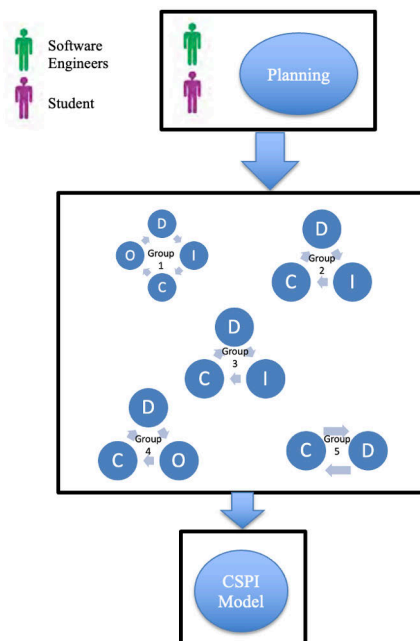 Software
Engineers
Student
Planning
D
O
Group
1
I
C
D
Group
2
C
I
D
Group
3
C
I
D
Group
4
C
O
C
Group
5
D
CSPI
Model